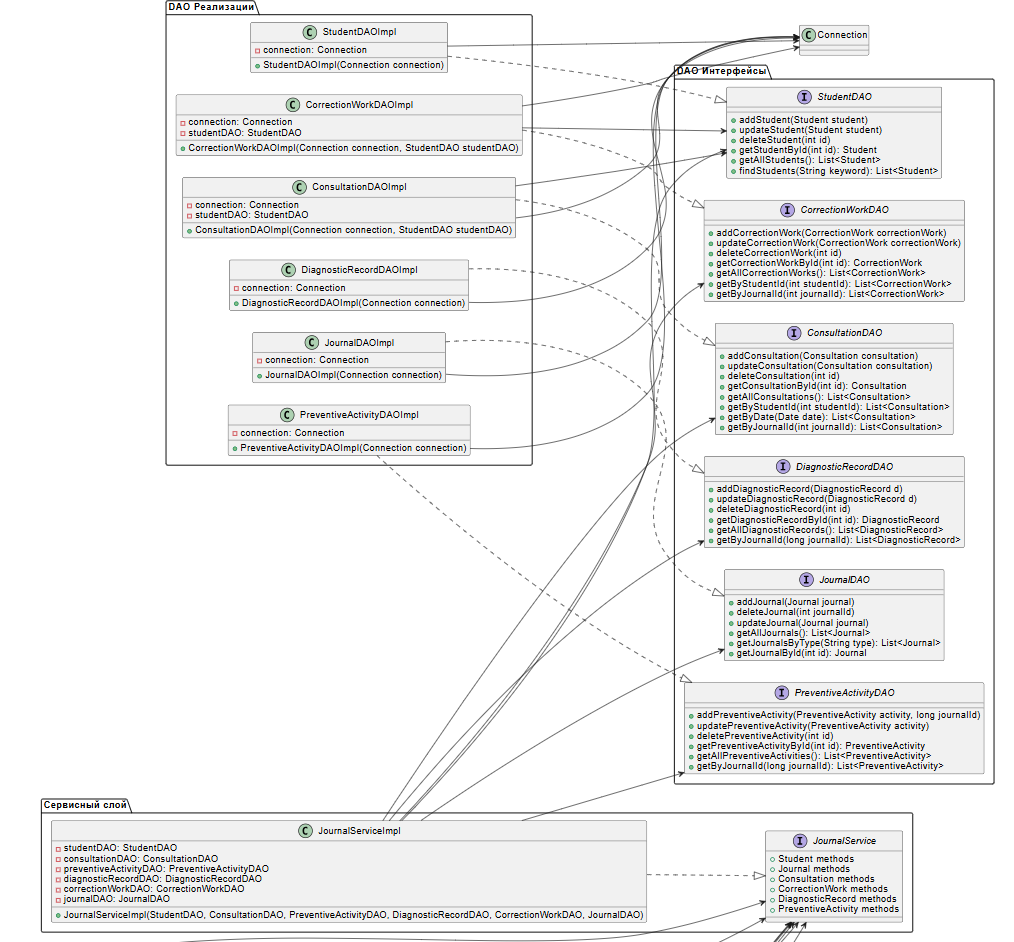 DAO Реализации
C StudentDAOImpl
connection: Connection
StudentDAOImpl(Connection connection)
C CorrectionWorkDAOImpl
connection: Connection
studentDAO: StudentDAO
CorrectionWorkDAOImpl(Connection connection, StudentDAO studentDAO)
C ConsultationDAOImpl
connection: Connection
studentDAO: StudentDAO
ConsultationDAOImpl(Connection connection, StudentDAO studentDAO)
C DiagnosticRecordDAOImpl
connection: Connection
DiagnosticRecordDAOImpl(Connection connection)
C JournalDAOImpl
connection: Connection
JournalDAOImpl(Connection connection)
C PreventiveActivityDAOImpl
connection: Connection
PreventiveActivityDAOImpl(Connection connection)
C Connection
DAO Интерфейсы
I StudentDAO
addStudent(Student student)
updateStudent(Student student)
deleteStudent(int id)
getStudentById(int id): Student
getAllStudents(): List<Student>
findStudents(String keyword): List<Student>
I CorrectionWorkDAO
addCorrectionWork(CorrectionWork correctionWork)
updateCorrectionWork(CorrectionWork correctionWork)
deleteCorrectionWork(int id)
getCorrectionWorkById(int id): CorrectionWork
getAllCorrectionWorks(): List<CorrectionWork>
getByStudentId(int studentId): List<CorrectionWork>
getByJournalId(int journalId): List<CorrectionWork>
I ConsultationDAO
addConsultation(Consultation consultation)
updateConsultation(Consultation consultation)
deleteConsultation(int id)
getConsultationById(int id): Consultation
getAllConsultations(): List<Consultation>
getByStudentId(int studentId): List<Consultation>
getByDate(Date date): List<Consultation>
getByJournalId(int journalId): List<Consultation>
I DiagnosticRecordDAO
addDiagnosticRecord(DiagnosticRecord d)
updateDiagnosticRecord(DiagnosticRecord d)
deleteDiagnosticRecord(int id)
getDiagnosticRecordById(int id): DiagnosticRecord
getAllDiagnosticRecords(): List<DiagnosticRecord>
getByJournalId(long journalId): List<DiagnosticRecord>
I JournalDAO
addJournal(Journal journal)
deleteJournal(int journalId)
updateJournal(Journal journal)
getAllJournals(): List<Journal>
getJournalsByType(String type): List<Journal>
getJournalById(int id): Journal
I PreventiveActivityDAO
addPreventiveActivity(PreventiveActivity activity, long journalId)
updatePreventiveActivity(PreventiveActivity activity)
deletePreventiveActivity(int id)
getPreventiveActivityById(int id): PreventiveActivity
getAllPreventiveActivities(): List<PreventiveActivity>
getByJournalId(long journalId): List<PreventiveActivity>
Сервисный слой
C JournalServiceImpl
studentDAO: StudentDAO
consultationDAO: ConsultationDAO
preventiveActivityDAO: PreventiveActivityDAO
diagnosticRecordDAO: DiagnosticRecordDAO
correctionWorkDAO: CorrectionWorkDAO
journalDAO: JournalDAO
JournalServiceImpl(StudentDAO, ConsultationDAO, PreventiveActivityDAO, DiagnosticRecordDAO, CorrectionWorkDAO, JournalDAO)
I JournalService
Student methods
Journal methods
Consultation methods
CorrectionWork methods
DiagnosticRecord methods
PreventiveActivity methods